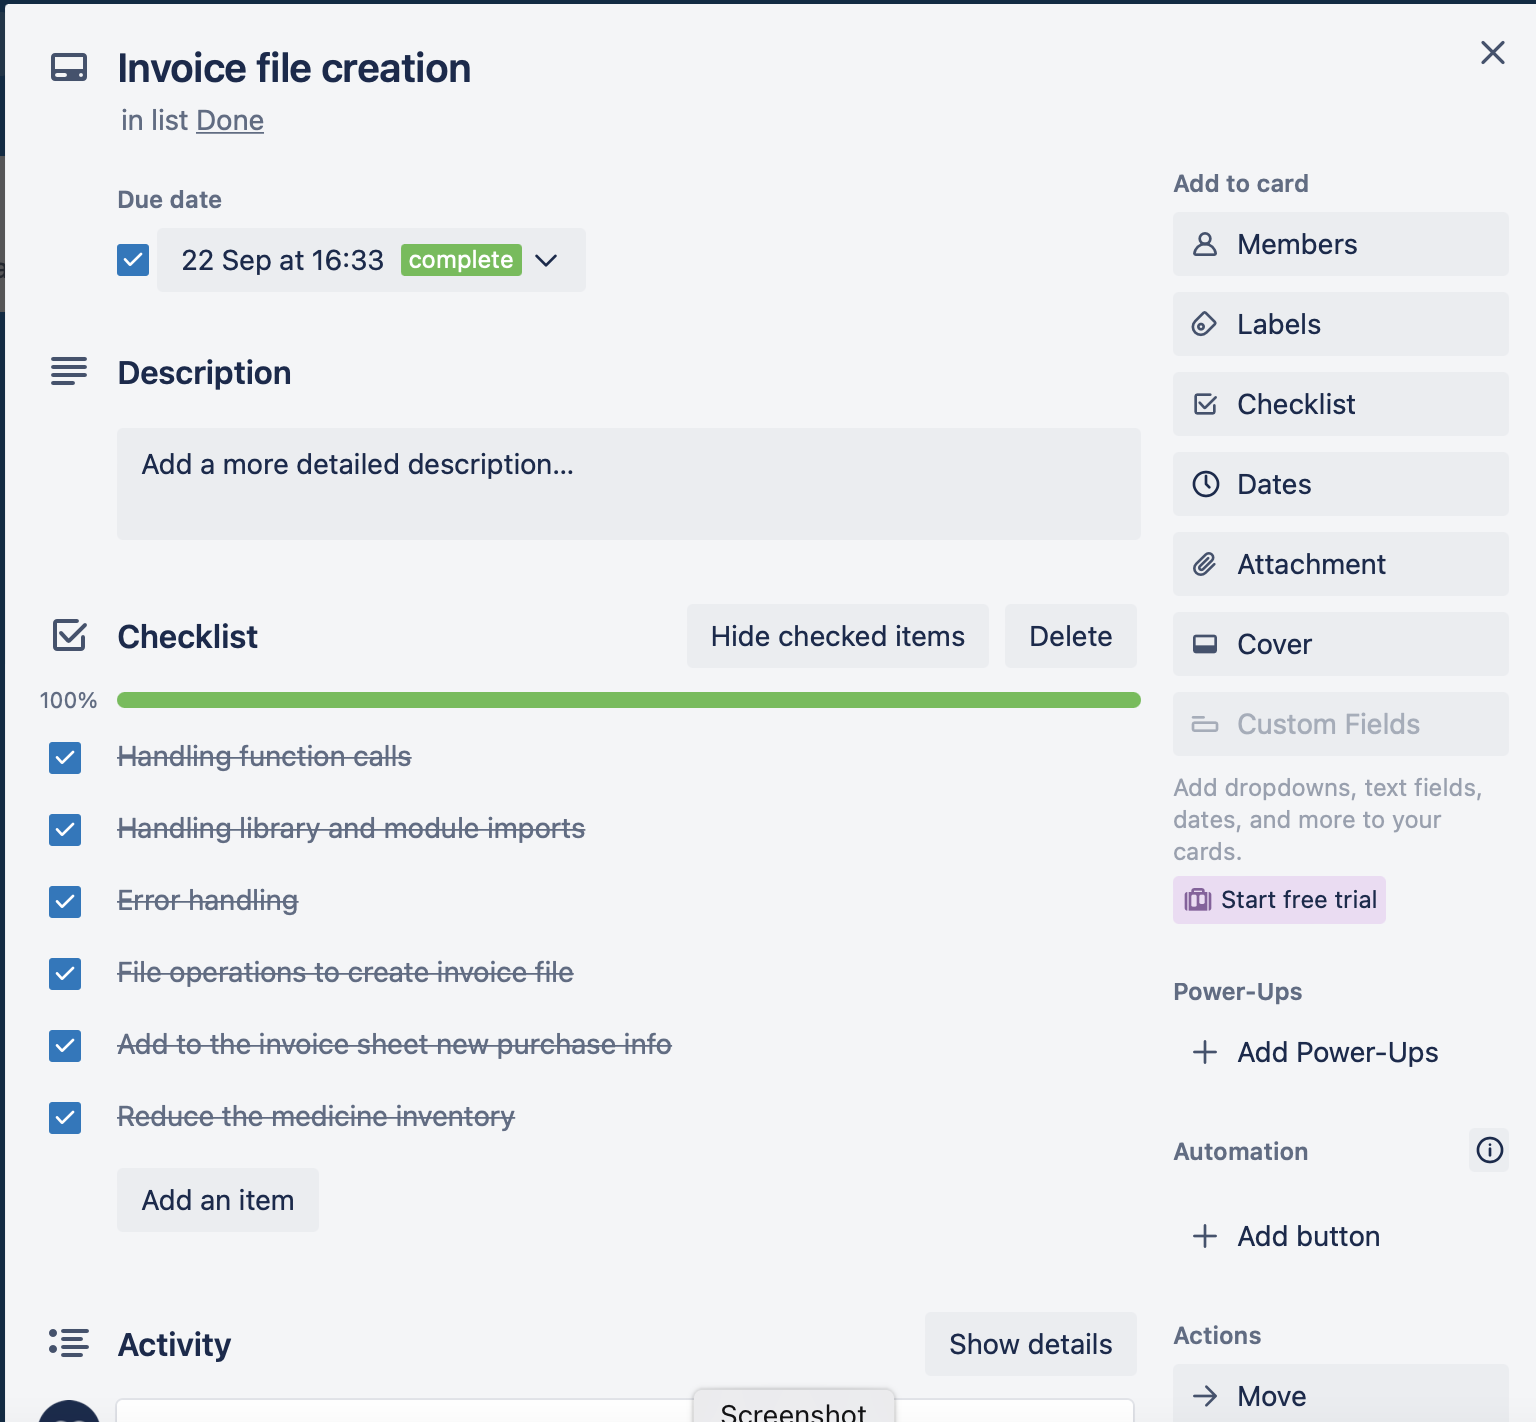 Invoice file creation
in list Done
Due date
22 Sep at 16:33 complete
Description
Add a more detailed description...
Checklist
Hide checked items
Delete
100%
Handling function calls
Handling library and module imports
Error handling
File operations to create invoice file
Add to the invoice sheet new purchase info
Reduce the medicine inventory
Add an item
Activity
Show details
Screenshot
Add to card
Members
Labels
Checklist
Dates
Attachment
Cover
Custom Fields
Add dropdowns, text fields,
dates, and more to your
cards.
Start free trial
Power-Ups
Add Power-Ups
Automation
Add button
Actions
Move